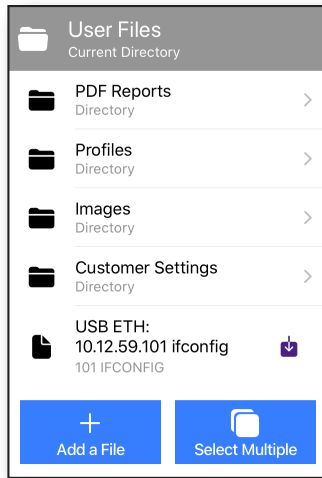 User Files
Current Directory
PDF Reports
Directory
Profiles
Directory
Images
Directory
Customer Settings
Directory
USB ETH:
10.12.59.101 ifconfig
101 IFCONFIG
Add a File
Select Multiple